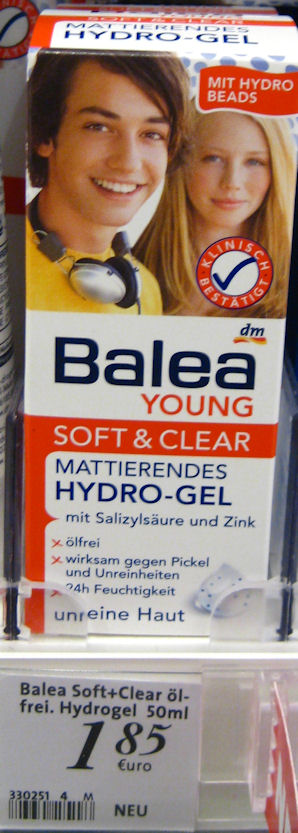 SOFT & CLEAR
MATTIERENDES
HYDRO-GEL
MIT HYDRO
BEADS
KLINISCH
BESTÄTIGT
dm
Balea
YOUNG
SOFT & CLEAR
MATTIERENDES
HYDRO-GEL
mit Salizylsäure und Zink
ölfrei
wirksam gegen Pickel
und Unreinheiten
24h Feuchtigkeit
unreine Haut
Balea Soft+Clear öl-
frei. Hydrogel 50ml
1 85
€uro
330251 4 M
NEU